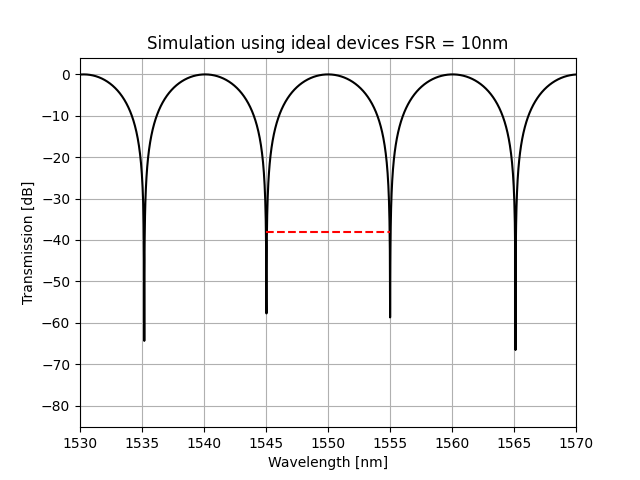 Simulation using ideal devices FSR = 10nm
0
−10
−20
−30
−40
−50
−60
−70
−80
Transmission [dB]
1530 1535 1540 1545 1550 1555 1560 1565 1570
Wavelength [nm]